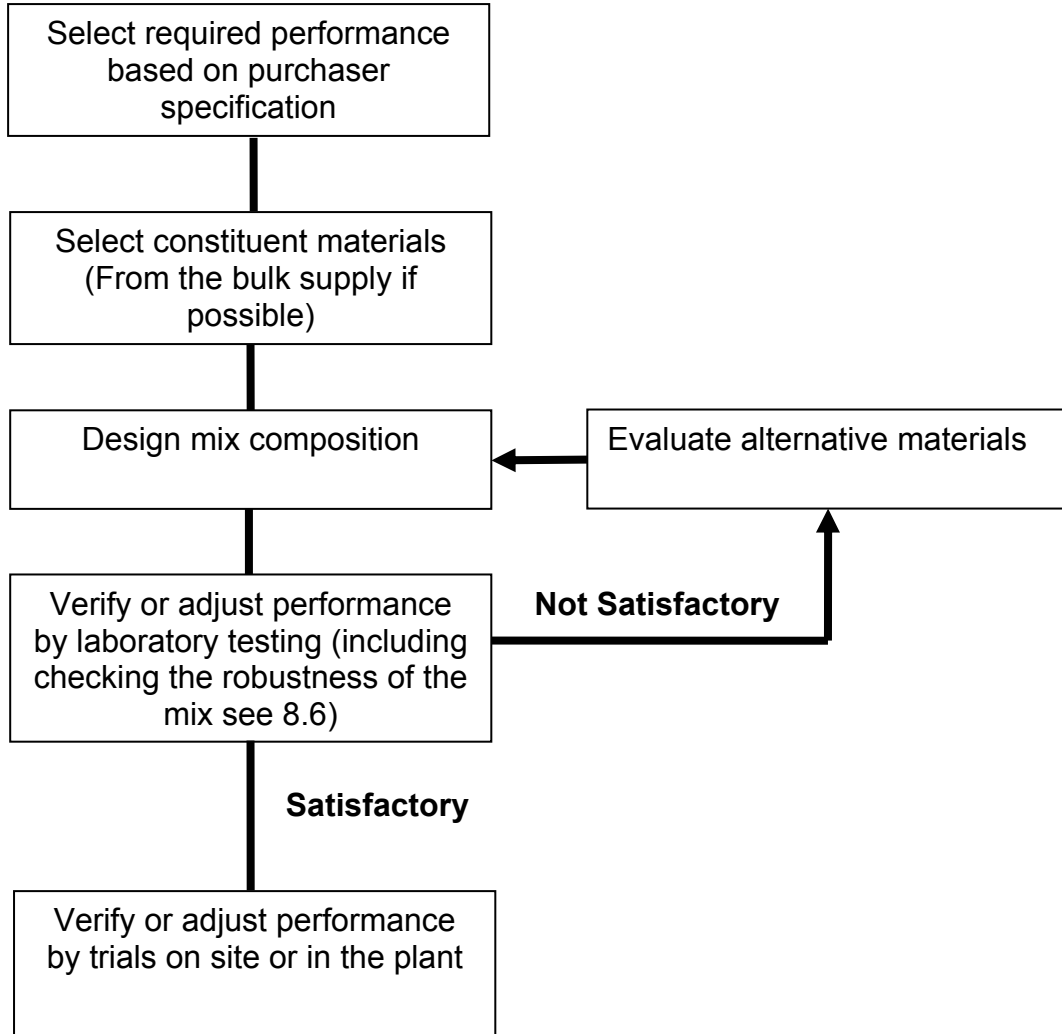 Select required performance
based on purchaser
specification
Select constituent materials
(From the bulk supply if
possible)
Design mix composition
Evaluate alternative materials
Verify or adjust performance
by laboratory testing (including
checking the robustness of the
mix see 8.6)
Not Satisfactory
Satisfactory
Verify or adjust performance
by trials on site or in the plant